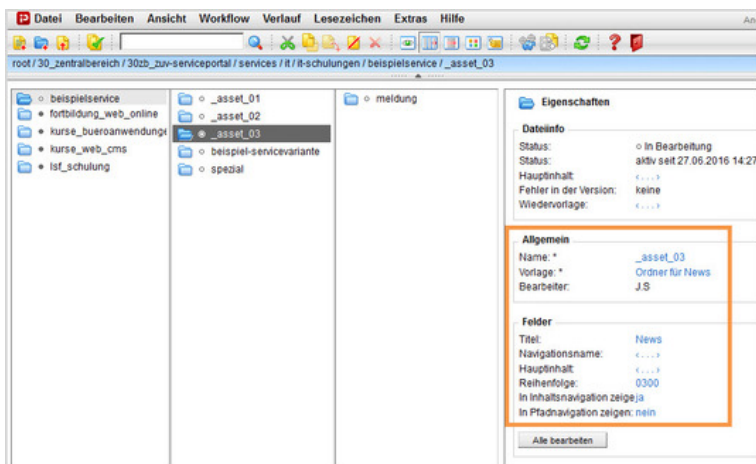 Datei Bearbeiten Ansicht Workflow Verlauf Lesezeichen Extras Hilfe An
root / 30_zentralbereich / 30zb_zuv-serviceportal / services / it / it-schulungen / beispielservice / _asset_03
beispielservice
fortbildung_web_online
kurse_bueroanwendunge
kurse_web_cms
lsf_schulung
_asset_01
_asset_02
_asset_03
beispiel-servicevariante
spezial
meldung
Eigenschaften
Dateiinfo
Status: In Bearbeitung
Status: aktiv seit 27.06.2016 14:27
Hauptinhalt: <...>
Fehler in der Version: keine
Wiedervorlage: <...>
Allgemein
Name: * _asset_03
Vorlage: * Ordner für News
Bearbeiter: J.S
Felder
Titel: News
Navigationsname: <...>
Hauptinhalt: <...>
Reihenfolge: 0300
In Inhaltsnavigation zeige ja
In Pfadnavigation zeigen: nein
Alle bearbeiten